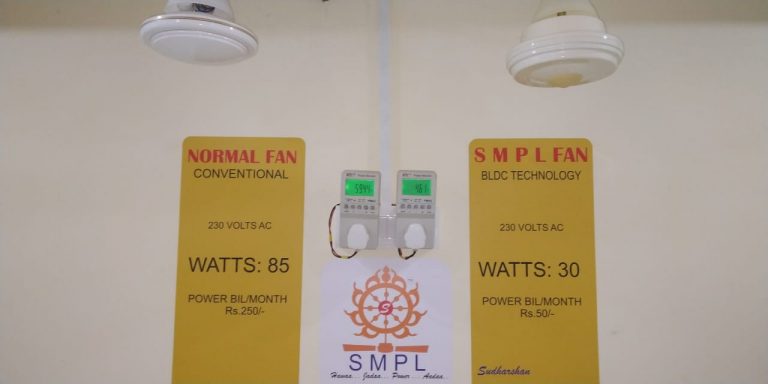 NORMAL FAN
CONVENTIONAL
230 VOLTS AC
WATTS: 85
POWER BIL/MONTH
Rs.250/-
S M P L FAN
BLDC TECHNOLOGY
230 VOLTS AC
WATTS: 30
POWER BIL/MONTH
Rs.50/-
Sudharshan
S
SMPL
Hawaa... Jadaa... Power... Aadaa.